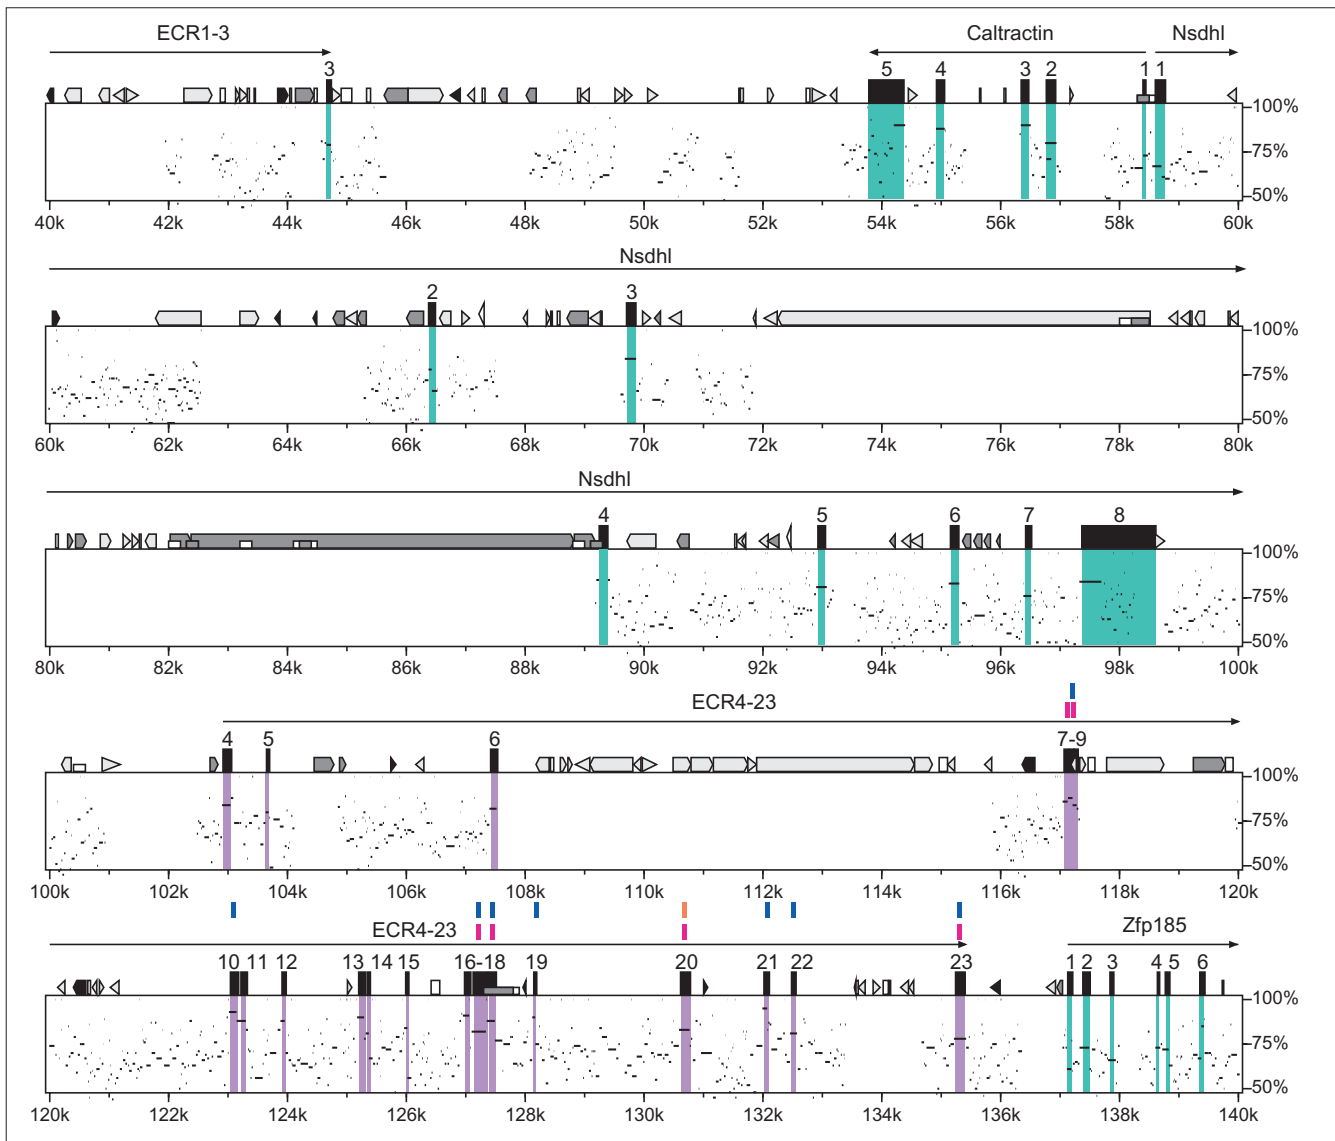 ECR1-3 Caltractin Nsdhl
3 5 4 3 2 1 1
100%
75%
50%
40k 42k 44k 46k 48k 50k 52k 54k 56k 58k 60k
Nsdhl
2 3
100%
75%
50%
60k 62k 64k 66k 68k 70k 72k 74k 76k 78k 80k
Nsdhl
4 5 6 7 8
100%
75%
50%
80k 82k 84k 86k 88k 90k 92k 94k 96k 98k 100k
ECR4-23
4 5 6 7-9
100%
75%
50%
100k 102k 104k 106k 108k 110k 112k 114k 116k 118k 120k
ECR4-23 Zfp185
10 11 12 13 14 15 16-18 19 20 21 22 23 1 2 3 4 5 6
100%
75%
50%
120k 122k 124k 126k 128k 130k 132k 134k 136k 138k 140k